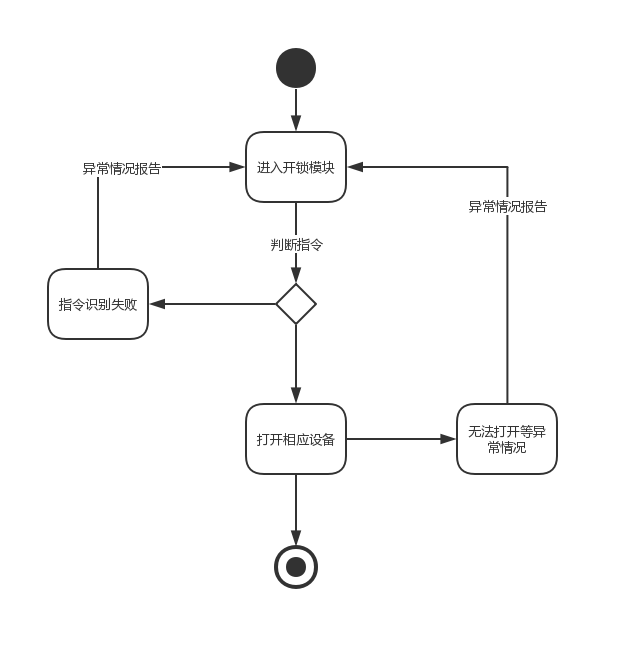 进入开锁模块
异常情况报告
异常情况报告
判断指令
指令识别失败
打开相应设备
无法打开等异
常情况